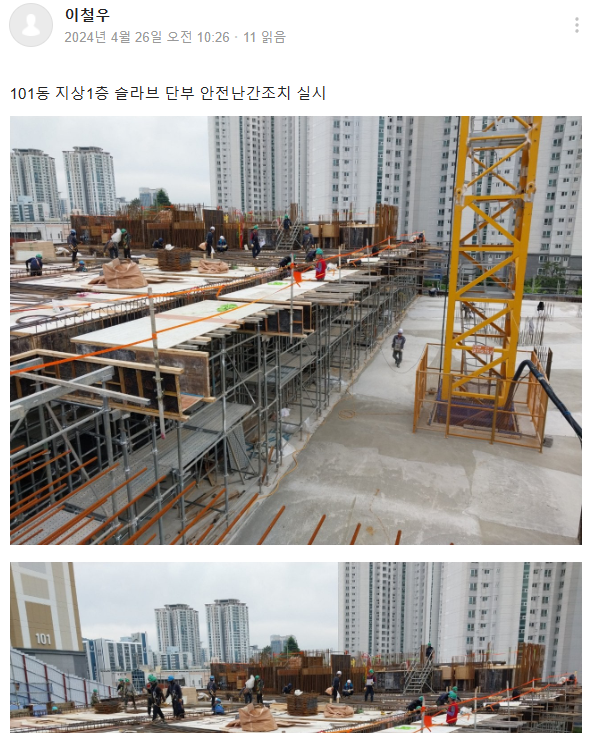 이철우
2024년 4월 26일 오전 10:26 · 11 읽음
101동 지상1층 슬라브 단부 안전난간조치 실시
101